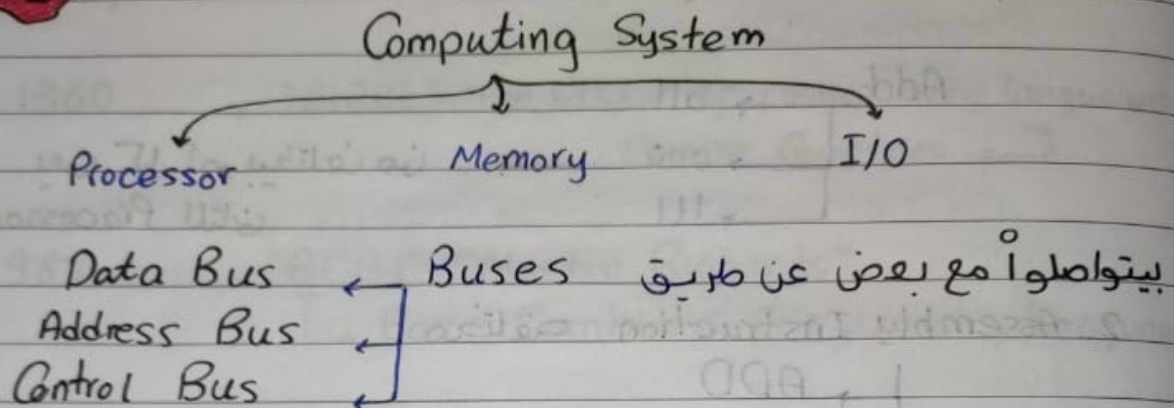 Computing System
Processor Memory I/O
بيتواصلوا مع بعض عن طريق Buses
Data Bus
Address Bus
Control Bus